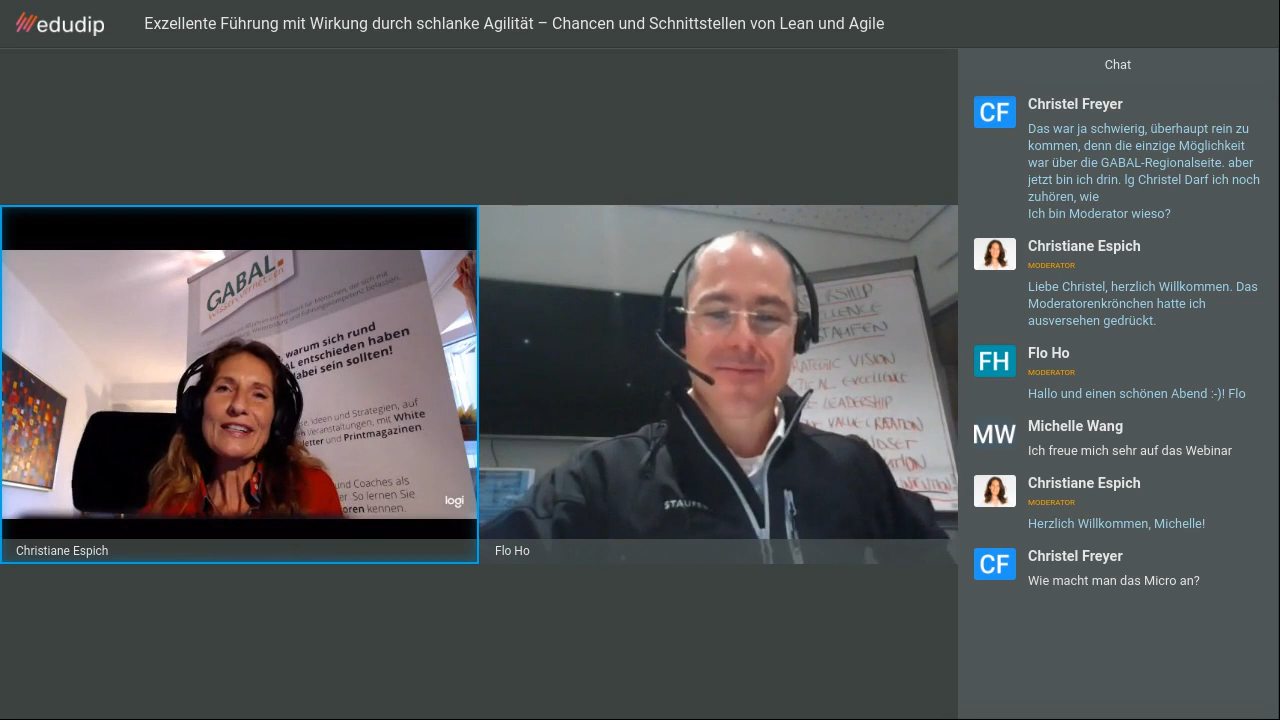 edudip
Exzellente Führung mit Wirkung durch schlanke Agilität – Chancen und Schnittstellen von Lean und Agile
Chat
CF
Christel Freyer
Das war ja schwierig, überhaupt rein zu
kommen, denn die einzige Möglichkeit
war über die GABAL-Regionalseite. aber
jetzt bin ich drin. lg Christel Darf ich noch
zuhören, wie
Ich bin Moderator wieso?
Christiane Espich
MODERATOR
Liebe Christel, herzlich Willkommen. Das
Moderatorenkrönchen hatte ich
ausversehen gedrückt.
FH
Flo Ho
MODERATOR
Hallo und einen schönen Abend :-)! Flo
MW
Michelle Wang
Ich freue mich sehr auf das Webinar
Christiane Espich
MODERATOR
Herzlich Willkommen, Michelle!
CF
Christel Freyer
Wie macht man das Micro an?
GABAL.
warum sich rund
entschieden haben
dabei sein sollten!
Ideen und Strategien, auf
Veranstaltungen, mit White
und Printmagazinen.
und Coaches als
So lernen Sie
kennen.
logi
Christiane Espich
VISION
EXCELLENCE
LEADERSHIP
VALUE CREATION
Flo Ho